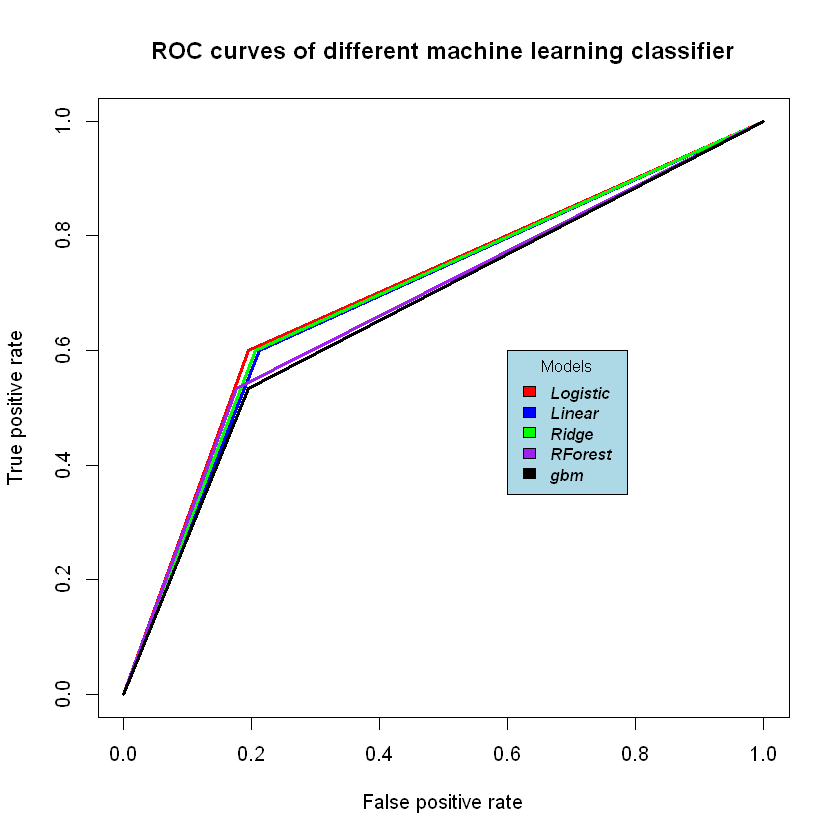 ROC curves of different machine learning classifier
True positive rate
1.0
0.8
0.6
0.4
0.2
0.0
Models
Logistic
Linear
Ridge
RForest
gbm
0.0 0.2 0.4 0.6 0.8 1.0
False positive rate